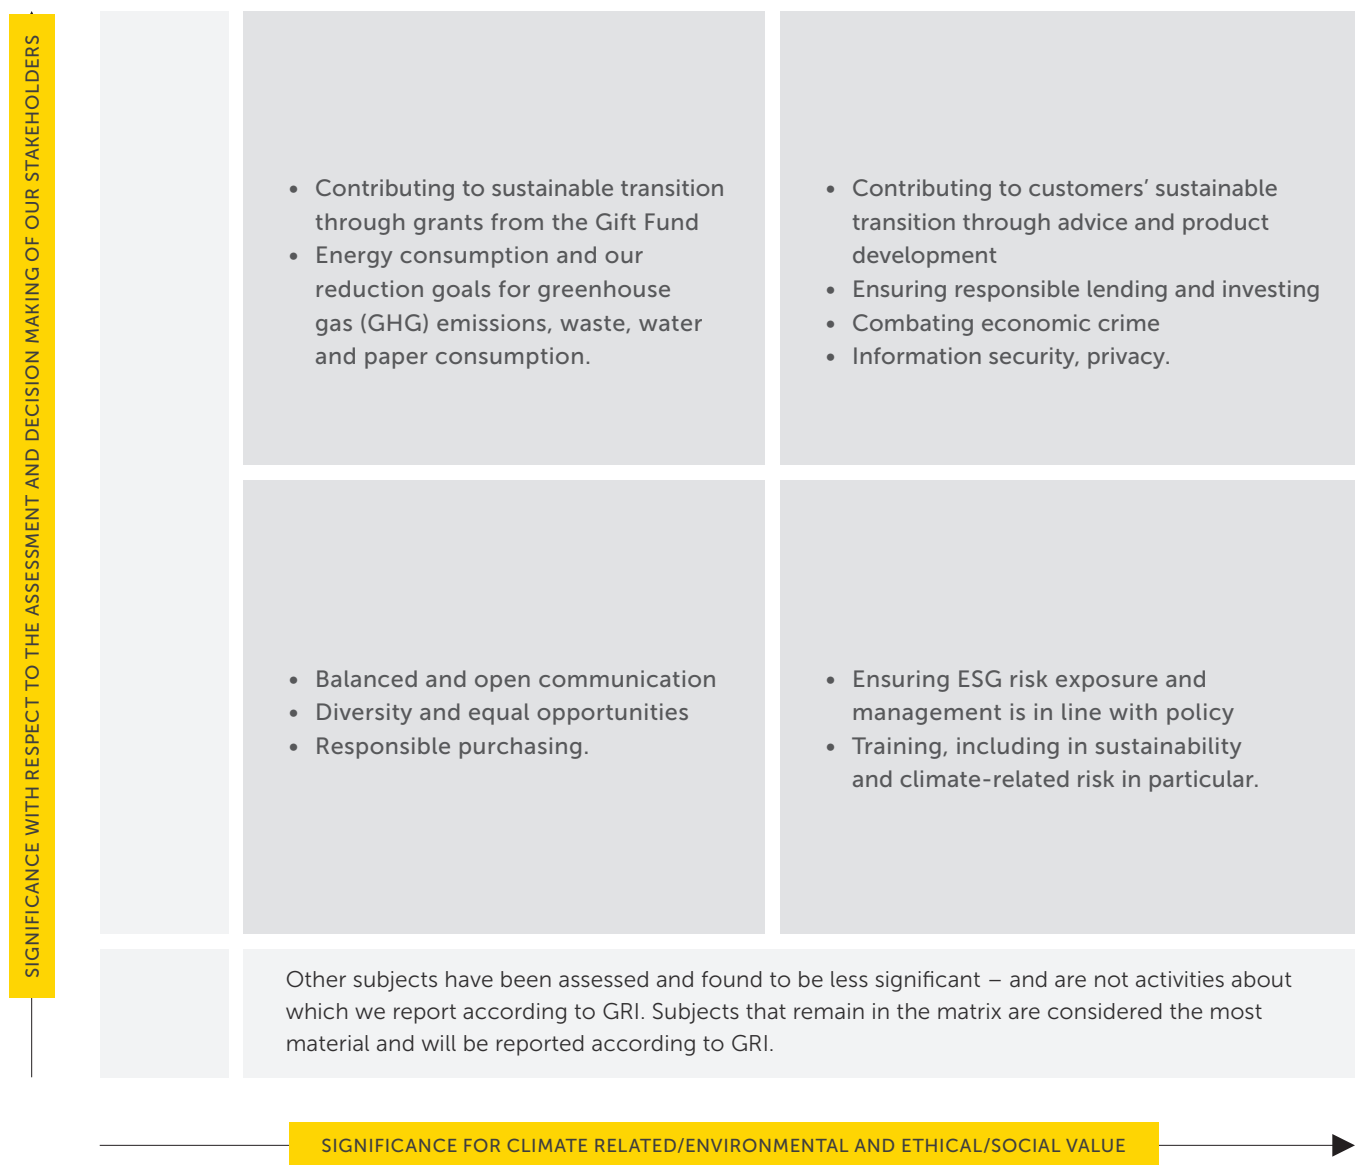 SIGNIFICANCE WITH RESPECT TO THE ASSESSMENT AND DECISION MAKING OF OUR STAKEHOLDERS
• Contributing to sustainable transition
through grants from the Gift Fund
• Energy consumption and our
reduction goals for greenhouse
gas (GHG) emissions, waste, water
and paper consumption.
• Contributing to customers’ sustainable
transition through advice and product
development
• Ensuring responsible lending and investing
• Combating economic crime
• Information security, privacy.
• Balanced and open communication
• Diversity and equal opportunities
• Responsible purchasing.
• Ensuring ESG risk exposure and
management is in line with policy
• Training, including in sustainability
and climate-related risk in particular.
Other subjects have been assessed and found to be less significant – and are not activities about
which we report according to GRI. Subjects that remain in the matrix are considered the most
material and will be reported according to GRI.
SIGNIFICANCE FOR CLIMATE RELATED/ENVIRONMENTAL AND ETHICAL/SOCIAL VALUE